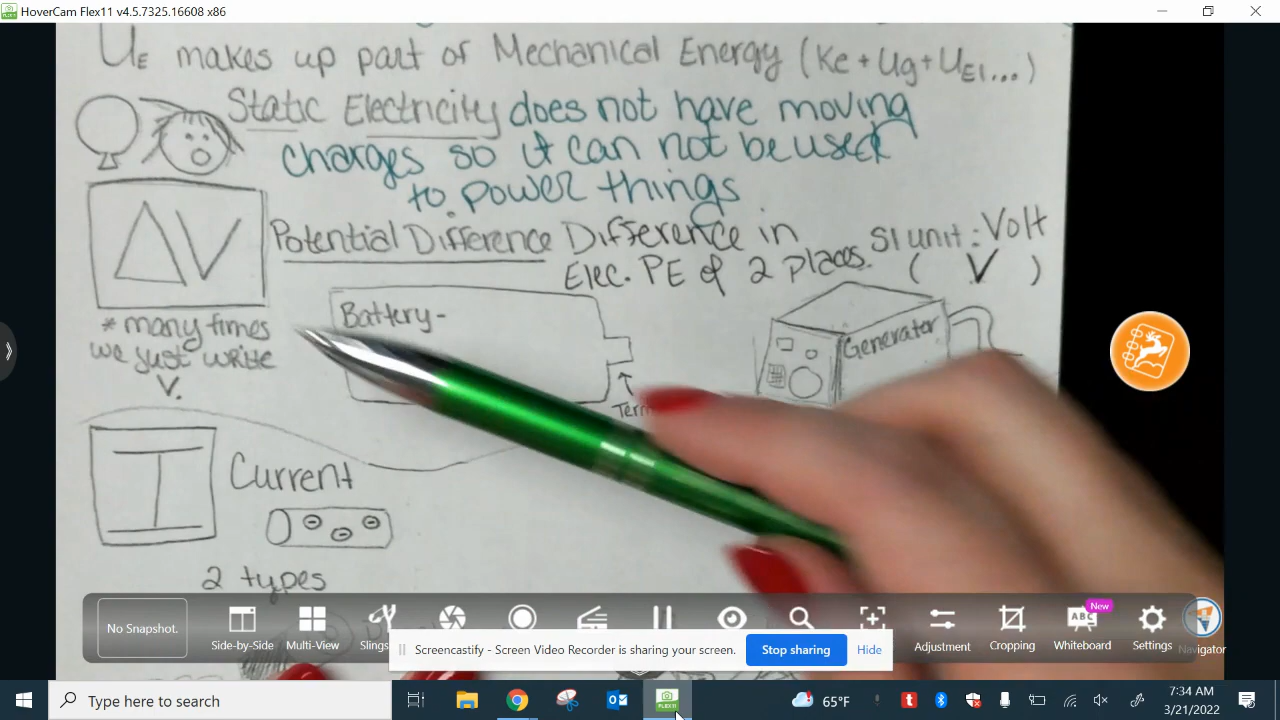 HoverCam Flex11 v4.5.7325.16608 x86
UE makes up part of Mechanical Energy (Ke + Ug + UEl...)
Static Electricity does not have moving
charges so it can not be used
to power things
ΔV
Potential Difference Difference in
Elec. PE of 2 places.
SI unit: Volt
( V )
* many times
we just write
V.
Battery-
Generator
I
Current
2 types
No Snapshot.
Side-by-Side
Multi-View
Adjustment
Cropping
ABC
New
Whiteboard
Settings
Navigator
Screencastify - Screen Video Recorder is sharing your screen.
Stop sharing
Hide
Type here to search
FLEX11
65°F
7:34 AM
3/21/2022